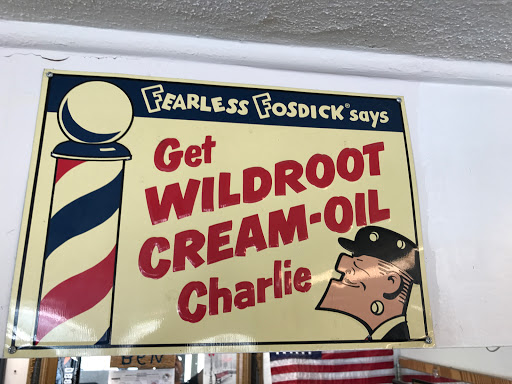 FEARLESS FOSDICK® says
Get
WILDROOT
CREAM-OIL
Charlie